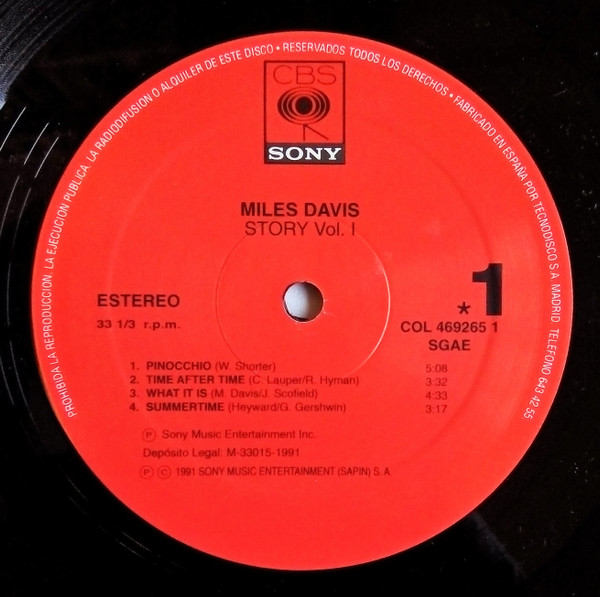 PROHIBIDA LA REPRODUCCION. LA EJECUCION PUBLICA. LA RADIODIFUSION O ALQUILER DE ESTE DISCO • RESERVADOS TODOS LOS DERECHOS • FABRICADO EN ESPAÑA POR TECNODISCO S.A. MADRID. TELEFONO 643 42 55
CBS
SONY
MILES DAVIS
STORY Vol. I
ESTEREO
33 1/3 r.p.m.
* 1
COL 469265 1
SGAE
1. PINOCCHIO (W. Shorter) 5:08
2. TIME AFTER TIME (C. Lauper/R. Hyman) 3:32
3. WHAT IT IS (M. Davis/J. Scofield) 4:33
4. SUMMERTIME (Heyward/G. Gershwin) 3:17
Ⓟ Sony Music Entertainment Inc.
Depósito Legal: M-33015-1991
Ⓟ Ⓒ 1991 SONY MUSIC ENTERTAINMENT (SAPIN) S.A.